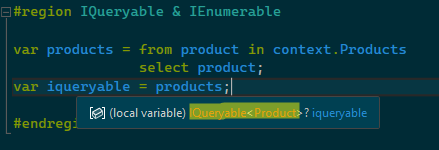 #region IQueryable & IEnumerable
var products = from product in context.Products
select product;
var iqueryable = products;
(local variable) IQueryable<Product>? iqueryable
#endregi